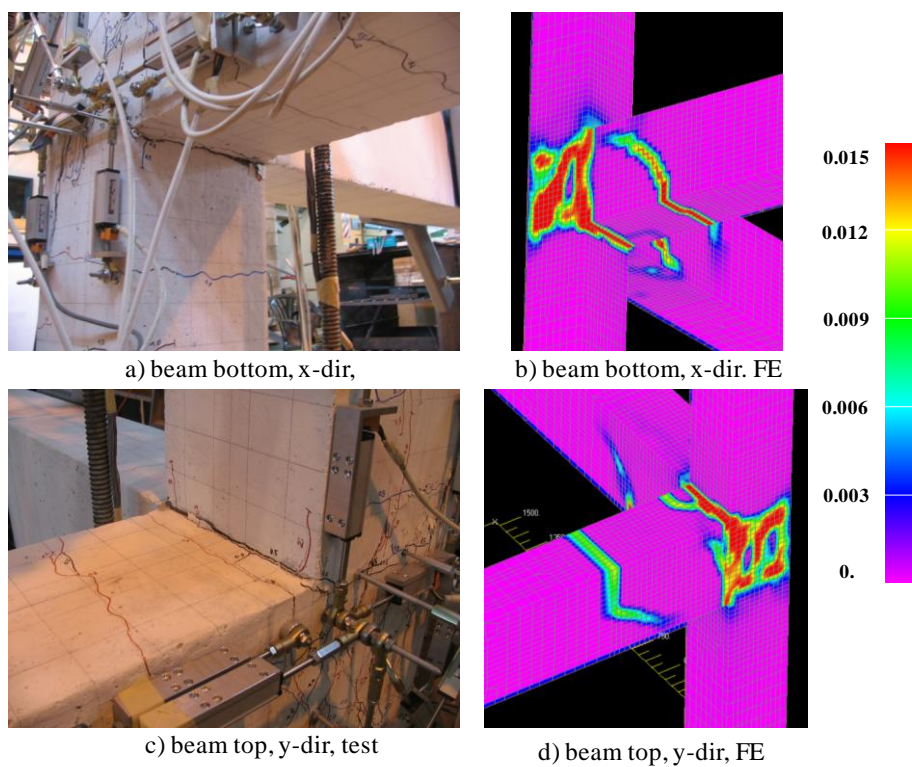 0.015
0.012
0.009
0.006
0.003
0.
a) beam bottom, x-dir,
b) beam bottom, x-dir. FE
1500.
750.
c) beam top, y-dir, test
d) beam top, y-dir, FE